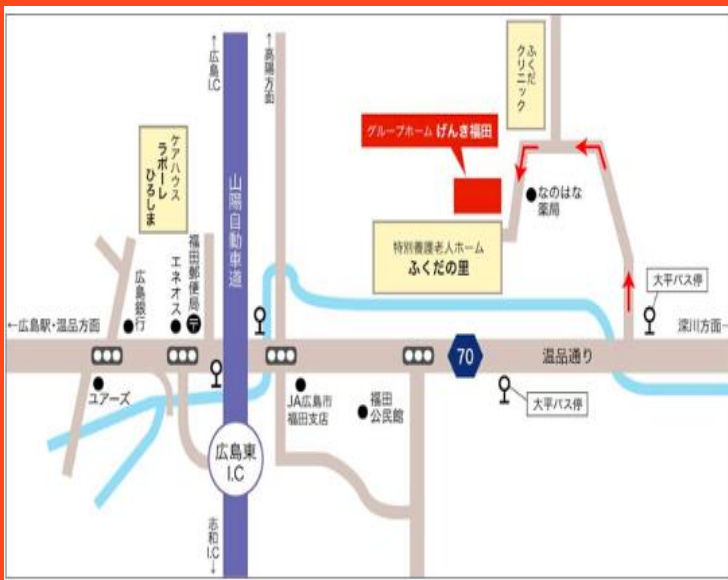 ←広島I.C
山陽自動車道
←高陽方面
ふくだ
クリニック
グループホーム げんき福田
なのはな
薬局
特別養護老人ホーム
ふくだの里
ケアハウス
ラポーレ
ひろしま
福田郵便局
エネオス
広島銀行
←広島駅・温品方面
大平バス停
深川方面→
70
温品通り
ユアーズ
JA広島市
福田支店
福田
公民館
大平バス停
広島東
I.C
志和I.C→